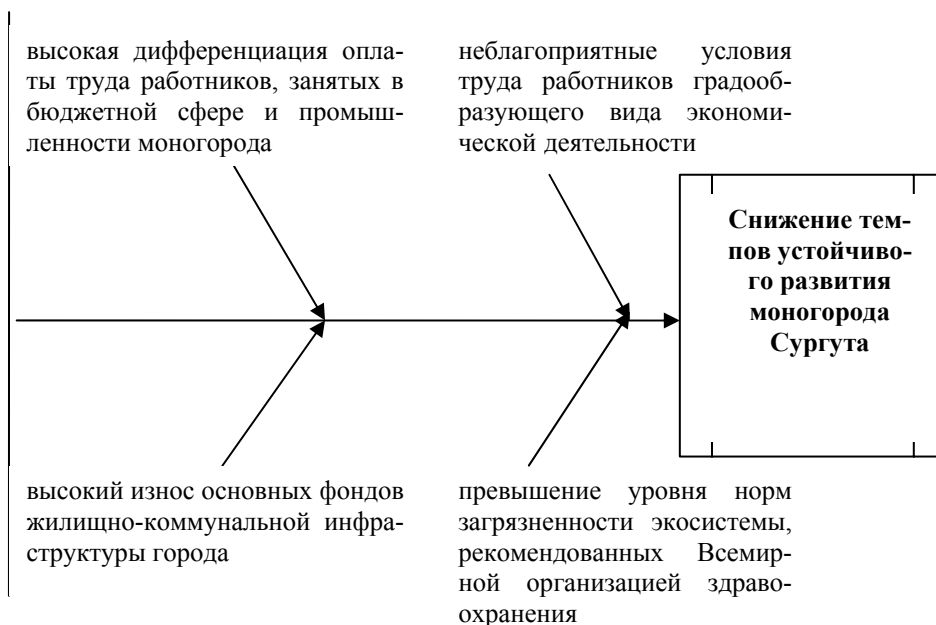 высокая дифференциация опла-
ты труда работников, занятых в
бюджетной сфере и промыш-
ленности моногорода
неблагоприятные условия
труда работников градооб-
разующего вида экономи-
ческой деятельности
Снижение тем-
пов устойчиво-
го развития
моногорода
Сургута
высокий износ основных фондов
жилищно-коммунальной инфра-
структуры города
превышение уровня норм
загрязненности экосистемы,
рекомендованных Всемир-
ной организацией здраво-
охранения